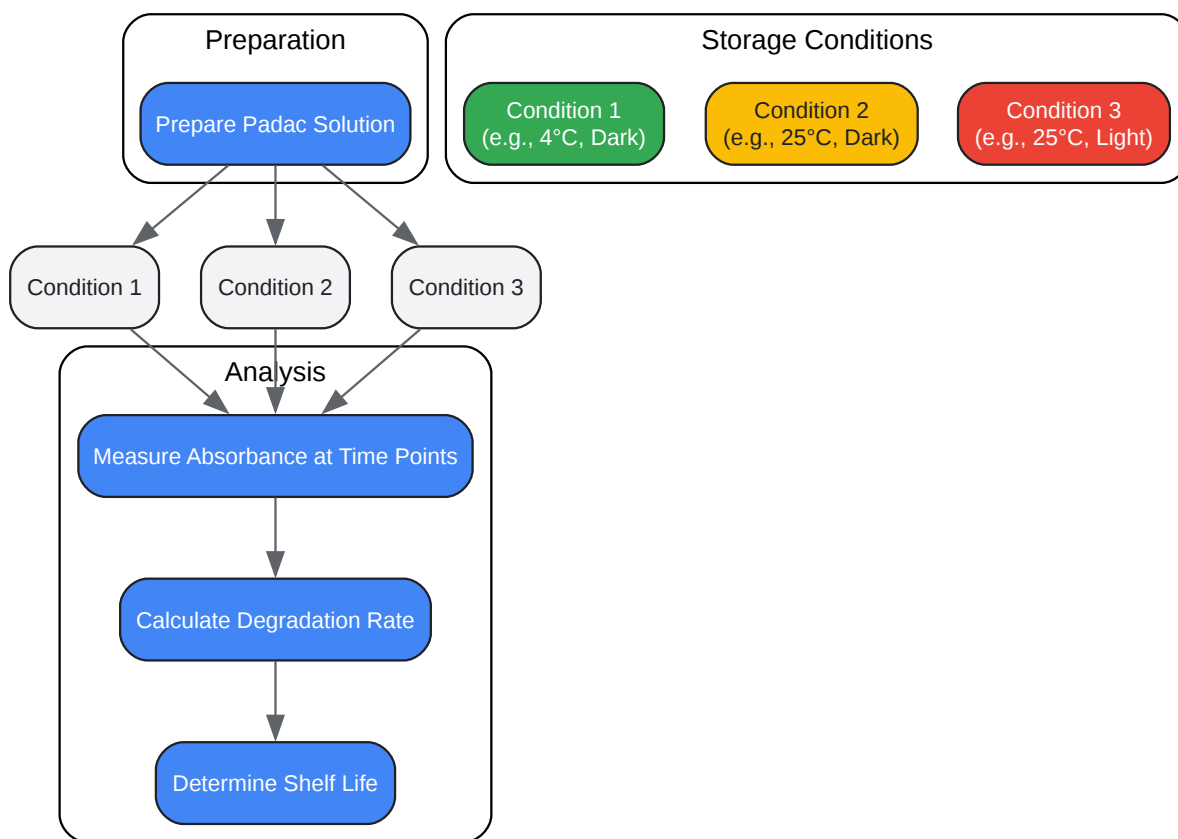 Preparation
Storage Conditions
Prepare Padac Solution
Condition 1
(e.g., 4°C, Dark)
Condition 2
(e.g., 25°C, Dark)
Condition 3
(e.g., 25°C, Light)
Condition 1
Condition 2
Condition 3
Analysis
Measure Absorbance at Time Points
Calculate Degradation Rate
Determine Shelf Life